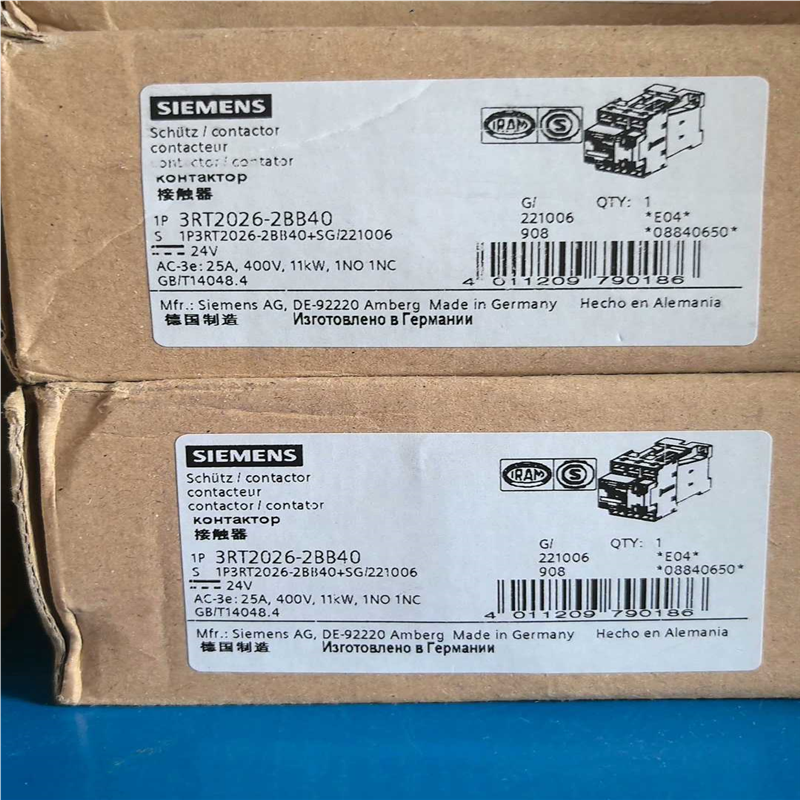 SIEMENS
IRAM S
Schütz / contactor
contacteur
contactor / contator
контактор
接触器
1P 3RT2026-2BB40
G/ QTY: 1
S 1P3RT2026-2BB40+SG/221006
221006 *E04*
24V
908 *08840650*
AC-3e: 25A, 400V, 11kW, 1NO 1NC
GB/T14048.4
4 011209 790186
Mfr.: Siemens AG, DE-92220 Amberg Made in Germany Hecho en Alemania
德国制造 Изготовлено в Германии
SIEMENS
IRAM S
Schütz / contactor
contacteur
contactor / contator
контактор
接触器
1P 3RT2026-2BB40
G/ QTY: 1
S 1P3RT2026-2BB40+SG/221006
221006 *E04*
24V
908 *08840650*
AC-3e: 25A, 400V, 11kW, 1NO 1NC
GB/T14048.4
4 011209 790186
Mfr.: Siemens AG, DE-92220 Amberg Made in Germany Hecho en Alemania
德国制造 Изготовлено в Германии